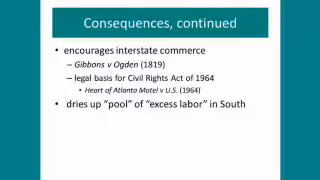 Consequences, continued
• encourages interstate commerce
– Gibbons v Ogden (1819)
– legal basis for Civil Rights Act of 1964
• Heart of Atlanta Motel v U.S. (1964)
• dries up “pool” of “excess labor” in South